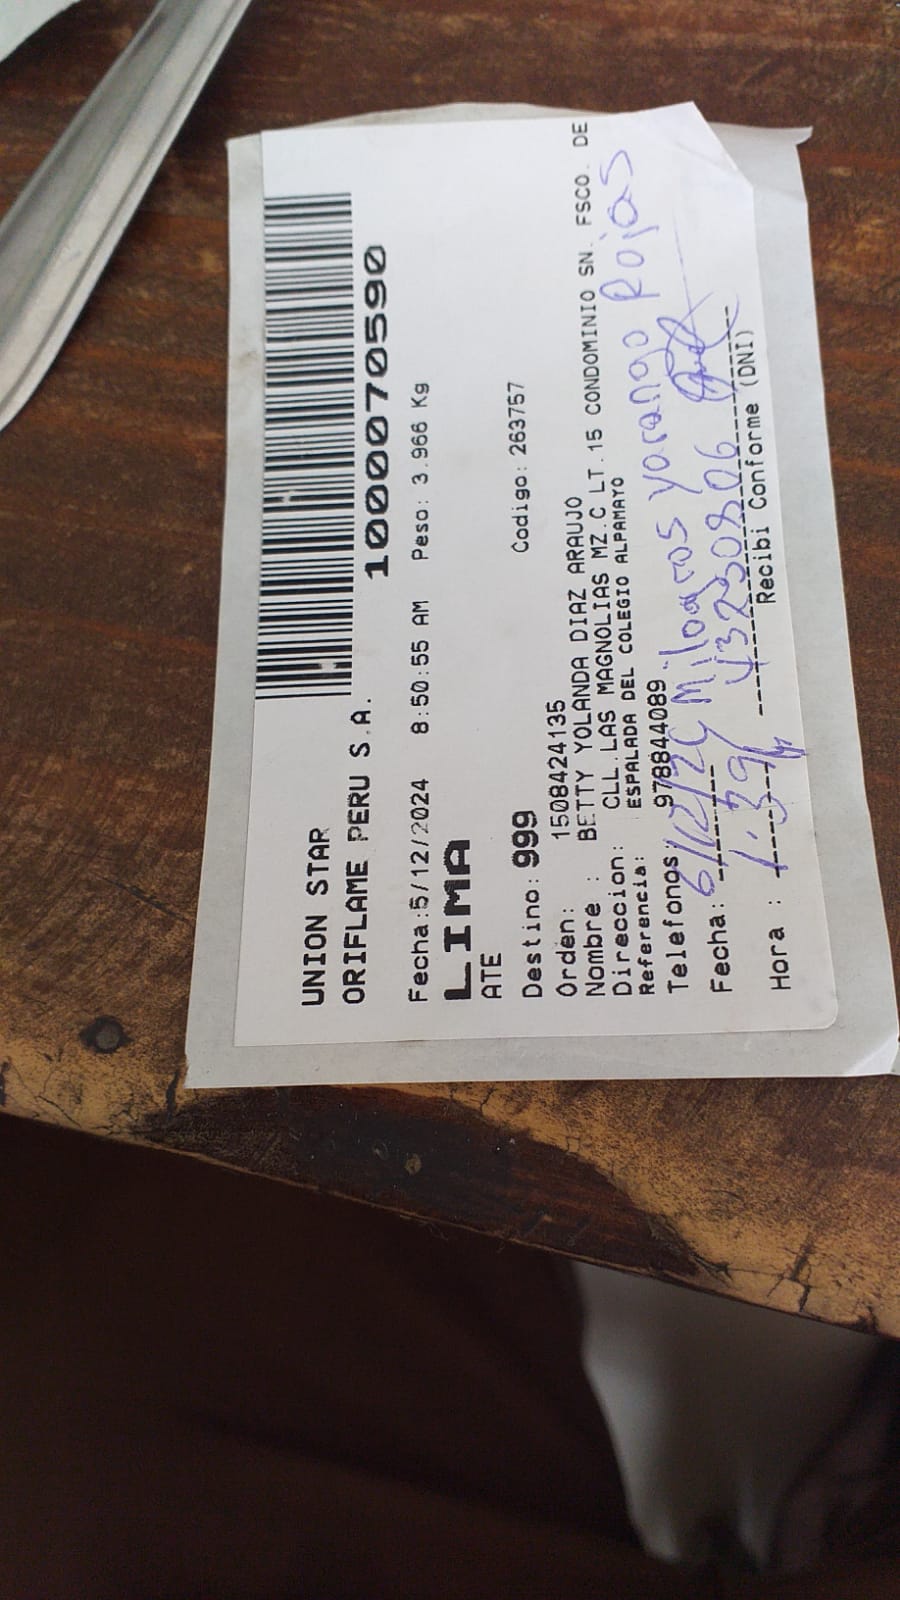 UNION STAR
ORIFLAME PERU S.A.
1000070590
Fecha:5/12/2024 8:50:55 AM Peso: 3.966 Kg
LIMA
ATE
Destino: 999 Codigo: 263757
Orden: 1508424135
Nombre : BETTY YOLANDA DIAZ ARAUJO
Direccion: CLL. LAS MAGNOLIAS MZ.C LT.15 CONDOMINIO SN. FSCO. DE
Referencia: ESPALADA DEL COLEGIO ALPAMAYO
Telefonos: 978844089
Fecha: 6/12/24 Milagros Yarango Rojas
Hora : 1:39 43230806
Recibi Conforme (DNI)